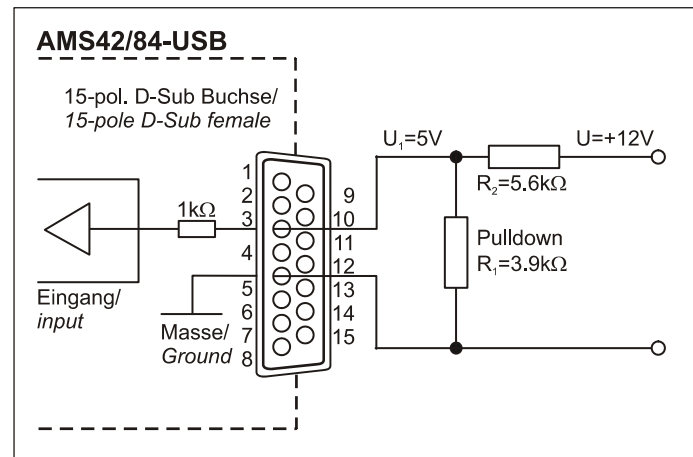 AMS42/84-USB
15-pol. D-Sub Buchse/
15-pole D-Sub female
U₁=5V
U=+12V
1
2
3
4
5
6
7
8
9
10
11
12
13
14
15
1kΩ
R₂=5.6kΩ
Pulldown
R₁=3.9kΩ
Eingang/
input
Masse/
Ground